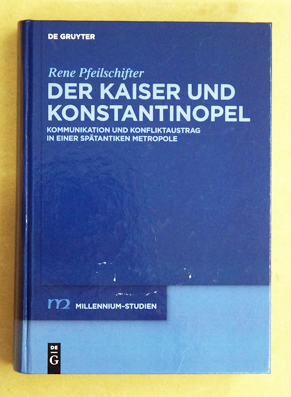 DE GRUYTER
Rene Pfeilschifter
DER KAISER UND
KONSTANTINOPEL
KOMMUNIKATION UND KONFLIKTAUSTRAG
IN EINER SPÄTANTIKEN METROPOLE
m MILLENNIUM-STUDIEN
DE
G